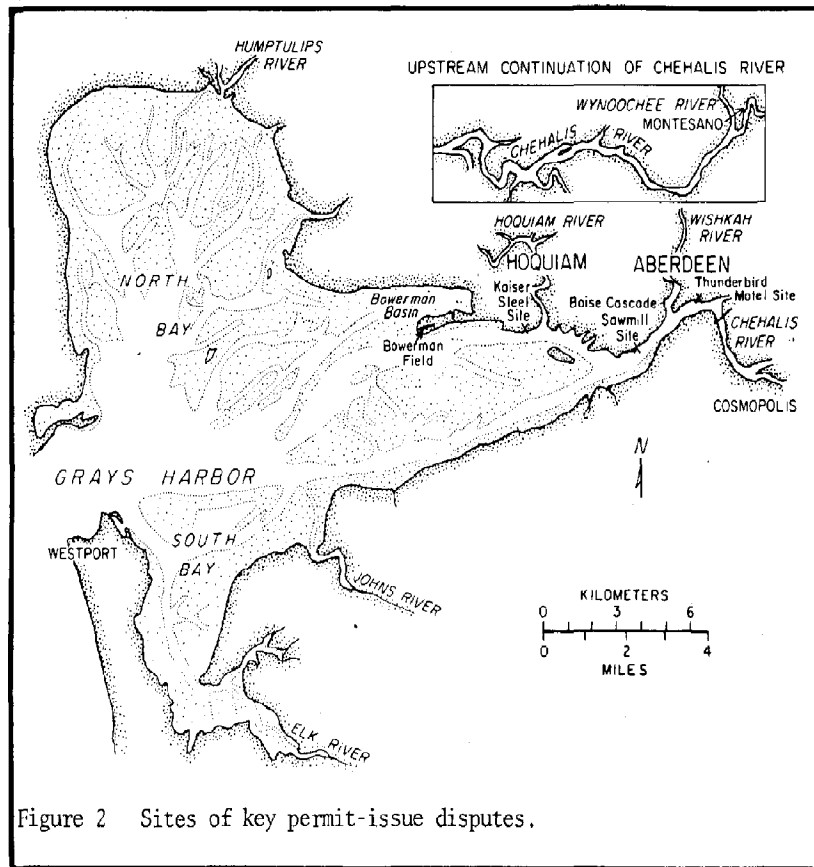 HUMPTULIPS
RIVER
UPSTREAM CONTINUATION OF CHEHALIS RIVER
WYNOOCHEE RIVER
MONTESANO
CHEHALIS RIVER
HOQUIAM RIVER
WISHKAH
RIVER
HOQUIAM
ABERDEEN
NORTH
BAY
Bowerman
Basin
Bowerman
Field
Kaiser
Steel
Site
Boise Cascade
Sawmill
Site
Thunderbird
Motel Site
CHEHALIS
RIVER
COSMOPOLIS
N
GRAYS HARBOR
WESTPORT
SOUTH
BAY
JOHNS RIVER
ELK RIVER
KILOMETERS
0 3 6
0 2 4
MILES
Figure 2 Sites of key permit-issue disputes.